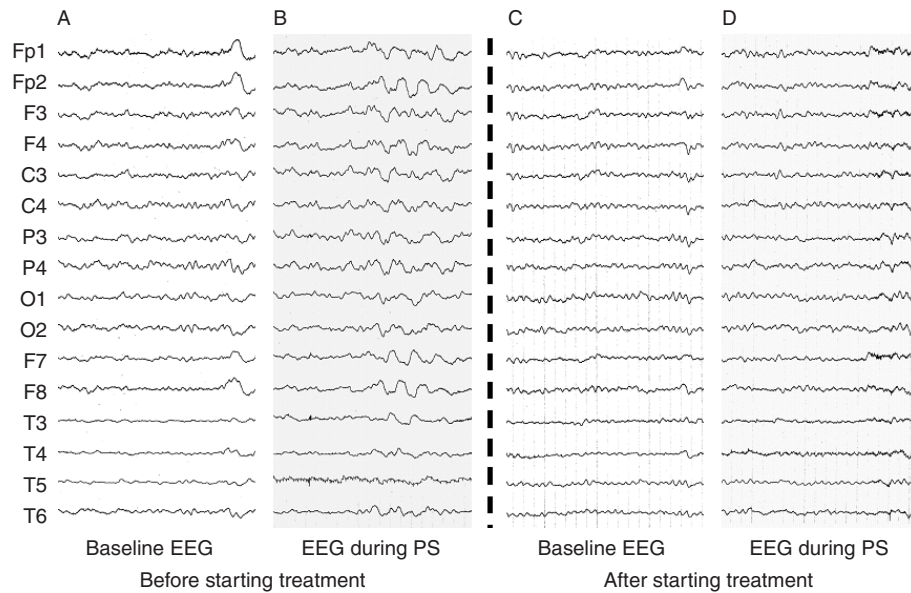 A B C D
Fp1
Fp2
F3
F4
C3
C4
P3
P4
O1
O2
F7
F8
T3
T4
T5
T6
Baseline EEG EEG during PS Baseline EEG EEG during PS
Before starting treatment After starting treatment